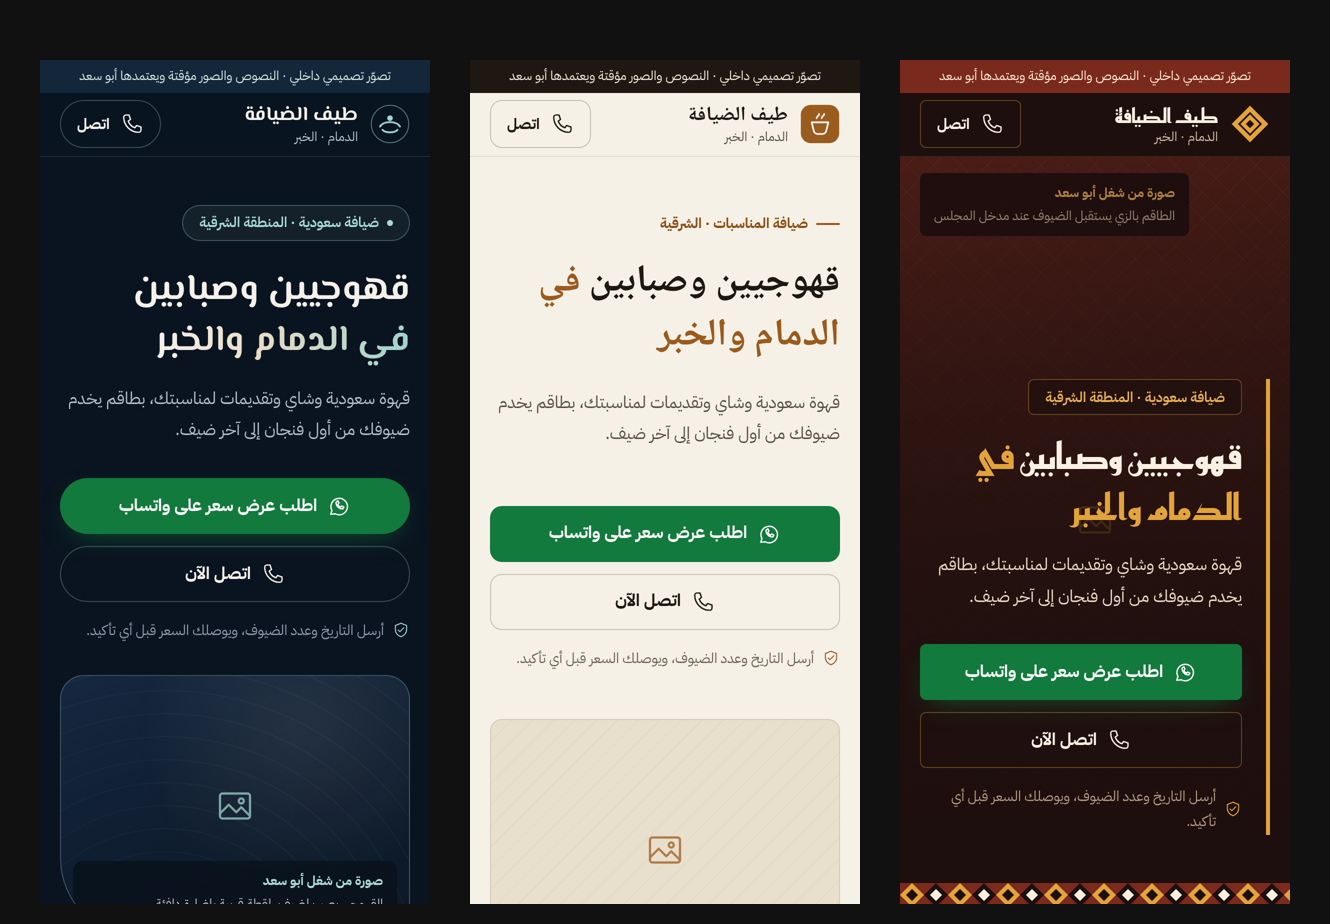 تصوّر تصميمي داخلي · النصوص والصور مؤقتة ويعتمدها أبو سعد
طيف الضيافة
الدمام · الخبر
اتصل
صورة من شغل أبو سعد
الطاقم بالزي يستقبل الضيوف عند مدخل المجلس
ضيافة سعودية · المنطقة الشرقية
قهوجيين وصبابين في
الدمام والخبر
قهوة سعودية وشاي وتقديمات لمناسبتك، بطاقم
يخدم ضيوفك من أول فنجان إلى آخر ضيف.
اطلب عرض سعر على واتساب
اتصل الآن
أرسل التاريخ وعدد الضيوف، ويوصلك السعر قبل أي
تأكيد.
تصوّر تصميمي داخلي · النصوص والصور مؤقتة ويعتمدها أبو سعد
طيف الضيافة
الدمام · الخبر
اتصل
ضيافة المناسبات · المنطقة الشرقية
قهوجيين وصبابين في
الدمام والخبر
قهوة سعودية وشاي وتقديمات لمناسبتك، بطاقم يخدم
ضيوفك من أول فنجان إلى آخر ضيف.
اطلب عرض سعر على واتساب
اتصل الآن
أرسل التاريخ وعدد الضيوف، ويوصلك السعر قبل أي تأكيد.
تصوّر تصميمي داخلي · النصوص والصور مؤقتة ويعتمدها أبو سعد
طيف الضيافة
الدمام · الخبر
اتصل
ضيافة سعودية · المنطقة الشرقية
قهوجيين وصبابين
في الدمام والخبر
قهوة سعودية وشاي وتقديمات لمناسبتك، بطاقم يخدم
ضيوفك من أول فنجان إلى آخر ضيف.
اطلب عرض سعر على واتساب
اتصل الآن
أرسل التاريخ وعدد الضيوف، ويوصلك السعر قبل أي تأكيد.
صورة من شغل أبو سعد